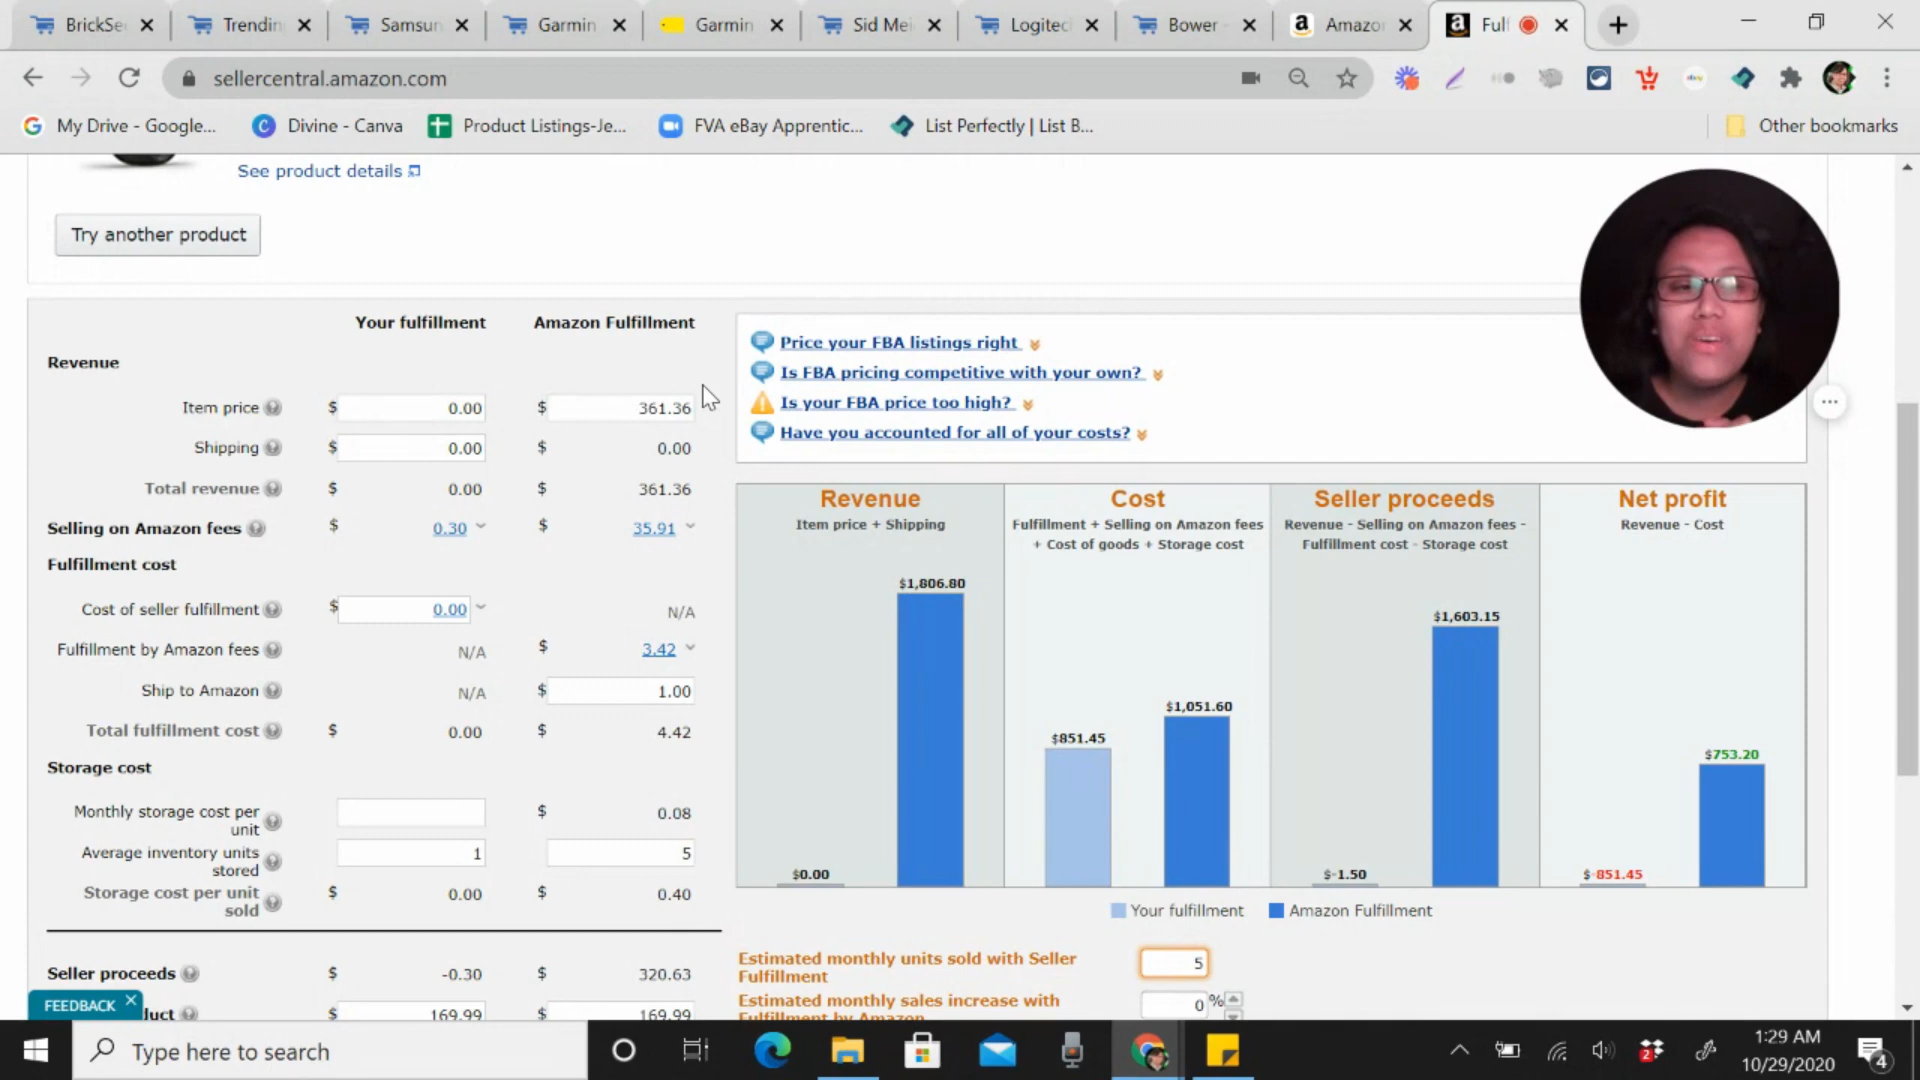 BrickSe
Trendin
Samsun
Garmin
Garmin
Sid Mei
Logitec
Bower
Amazo
Ful
sellercentral.amazon.com
My Drive - Google...
Divine - Canva
Product Listings-Je...
FVA eBay Apprentic...
List Perfectly | List B...
Other bookmarks
See product details
Try another product
Your fulfillment Amazon Fulfillment
Revenue
Item price $ 0.00 $ 361.36
Shipping $ 0.00 $ 0.00
Total revenue $ 0.00 $ 361.36
Selling on Amazon fees $ 0.30 $ 35.91
Fulfillment cost
Cost of seller fulfillment $ 0.00 N/A
Fulfillment by Amazon fees N/A $ 3.42
Ship to Amazon N/A $ 1.00
Total fulfillment cost $ 0.00 $ 4.42
Storage cost
Monthly storage cost per
unit $ 0.08
Average inventory units
stored 1 5
Storage cost per unit
sold $ 0.00 $ 0.40
Seller proceeds $ -0.30 $ 320.63
FEEDBACK
duct $ 169.99 $ 169.99
Price your FBA listings right
Is FBA pricing competitive with your own?
Is your FBA price too high?
Have you accounted for all of your costs?
Revenue
Item price + Shipping
$1,806.80
$0.00
Cost
Fulfillment + Selling on Amazon fees
+ Cost of goods + Storage cost
$851.45
$1,051.60
Seller proceeds
Revenue - Selling on Amazon fees -
Fulfillment cost - Storage cost
$1,603.15
$-1.50
Net profit
Revenue - Cost
$753.20
$-851.45
Your fulfillment Amazon Fulfillment
Estimated monthly units sold with Seller
Fulfillment 5
Estimated monthly sales increase with
Fulfillment by Amazon 0 %
Type here to search
2
1:29 AM
10/29/2020
4